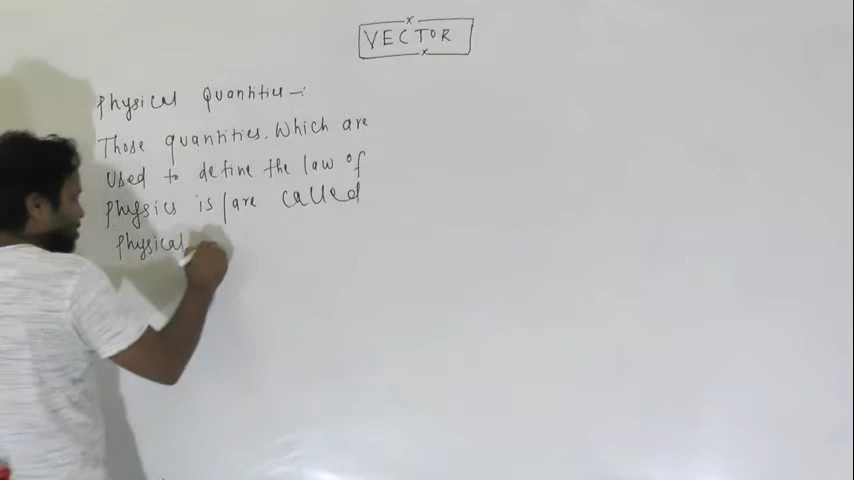 VECTOR
Physical Quantities -:
Those quantities. Which are
Used to define the law of
physics is/are called
physical